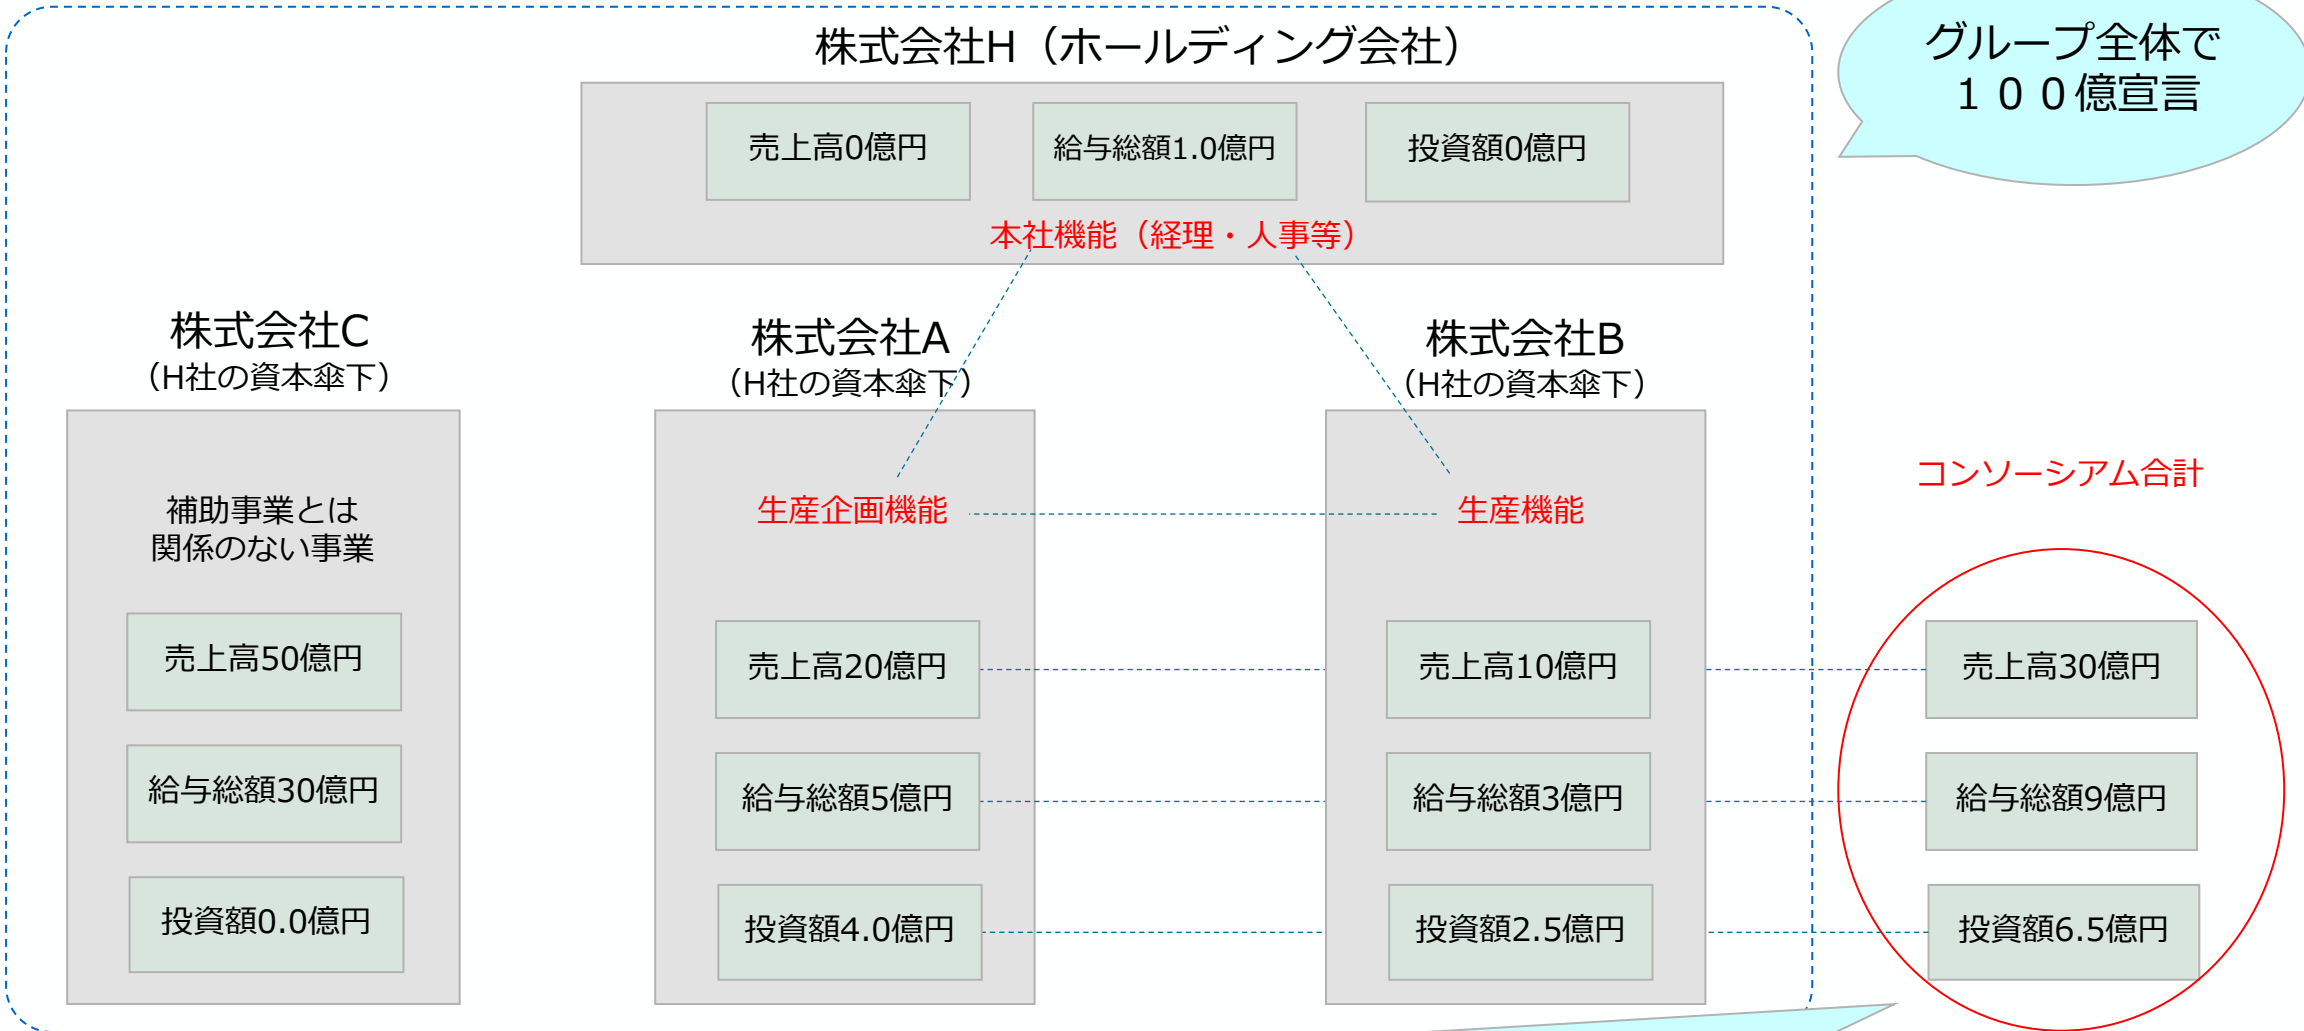 株式会社H（ホールディング会社）
グループ全体で
１００億宣言
売上高0億円
給与総額1.0億円
投資額0億円
本社機能（経理・人事等）
株式会社C
（H社の資本傘下）
補助事業とは
関係のない事業
売上高50億円
給与総額30億円
投資額0.0億円
株式会社A
（H社の資本傘下）
生産企画機能
売上高20億円
給与総額5億円
投資額4.0億円
株式会社B
（H社の資本傘下）
生産機能
売上高10億円
給与総額3億円
投資額2.5億円
コンソーシアム合計
売上高30億円
給与総額9億円
投資額6.5億円